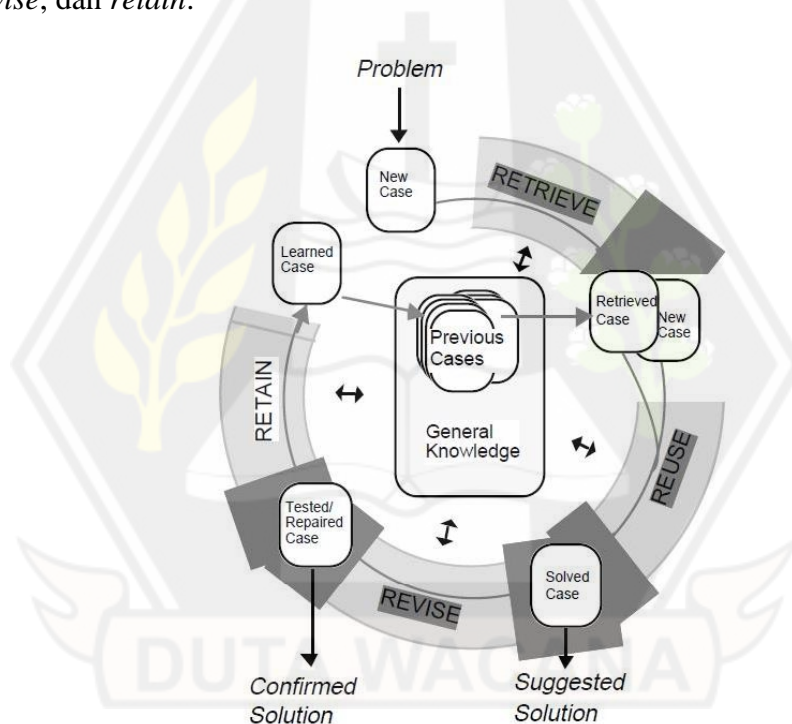 vise, dan retain.
Problem
New
Case
RETRIEVE
Learned
Case
Retrieved
Case
New
Case
Previous
Cases
RETAIN
General
Knowledge
REUSE
Tested/
Repaired
Case
Solved
Case
REVISE
DUTA WACANA
Confirmed
Solution
Suggested
Solution